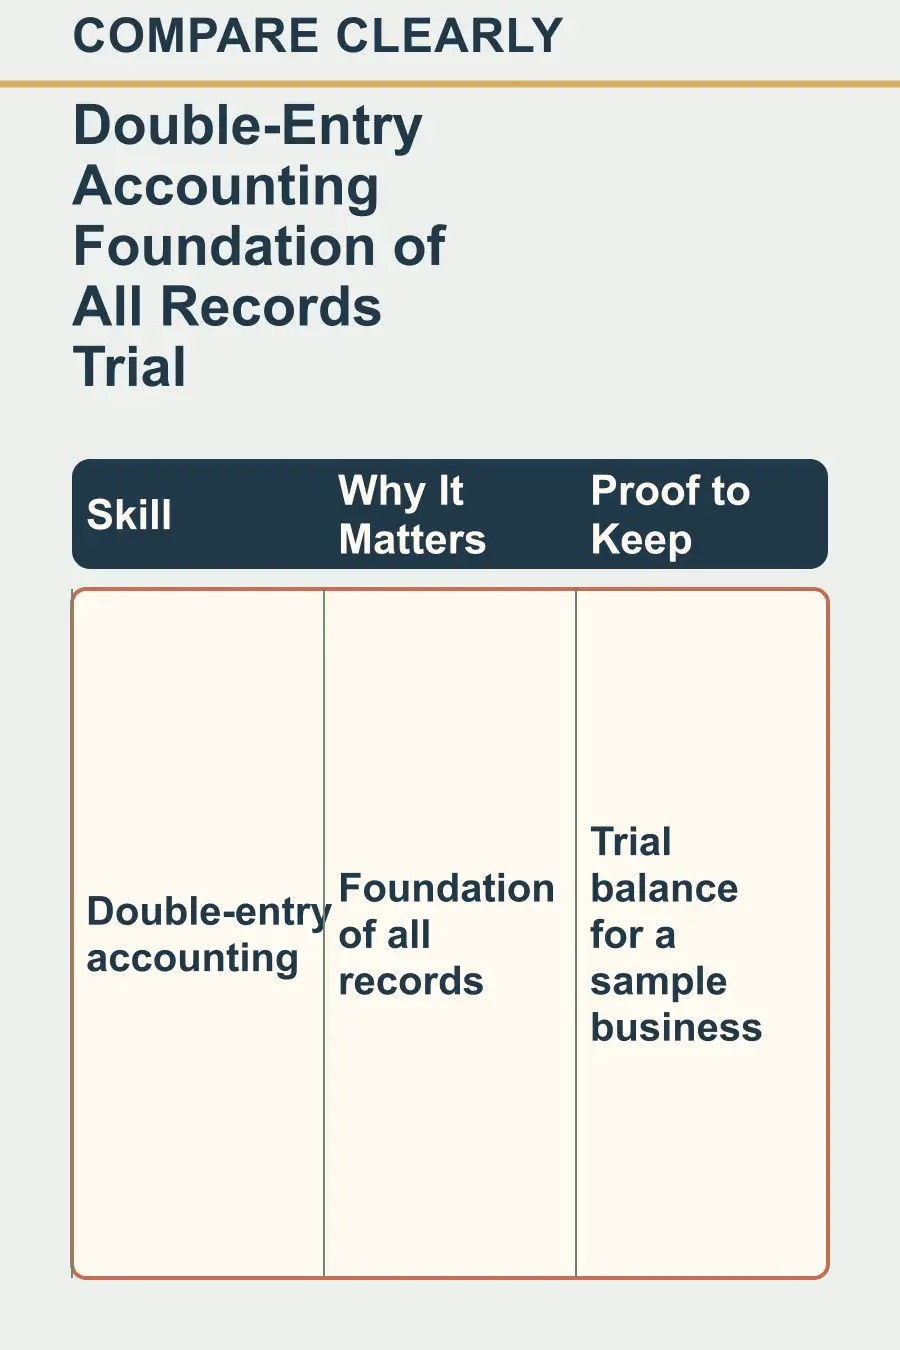 COMPARE CLEARLY
Double-Entry
Accounting
Foundation of
All Records
Trial
Skill
Why It
Matters
Proof to
Keep
Double-entry
accounting
Foundation
of all
records
Trial
balance
for a
sample
business